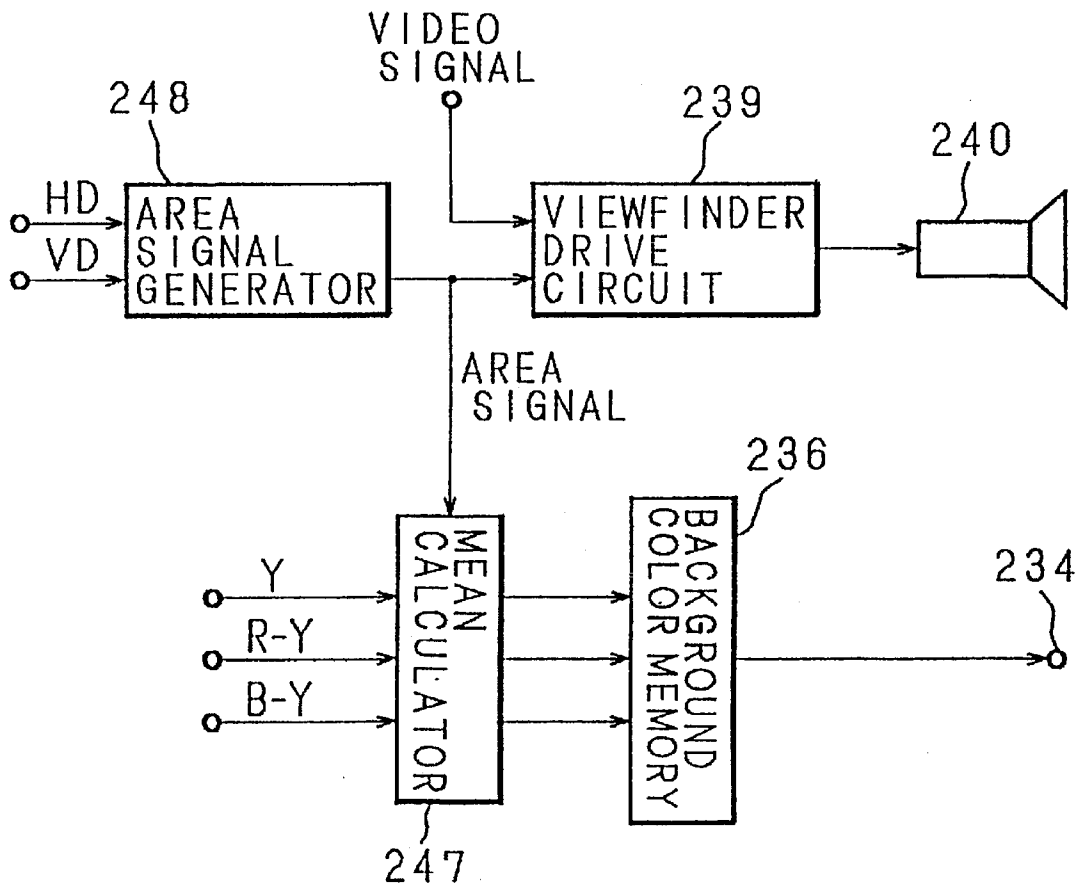 VIDEO
SIGNAL
248
239
240
HD
VD
AREA
SIGNAL
GENERATOR
VIEWFINDER
DRIVE
CIRCUIT
AREA
SIGNAL
236
234
Y
R-Y
B-Y
MEAN
CALCULATOR
BACKGROUND
COLOR MEMORY
247